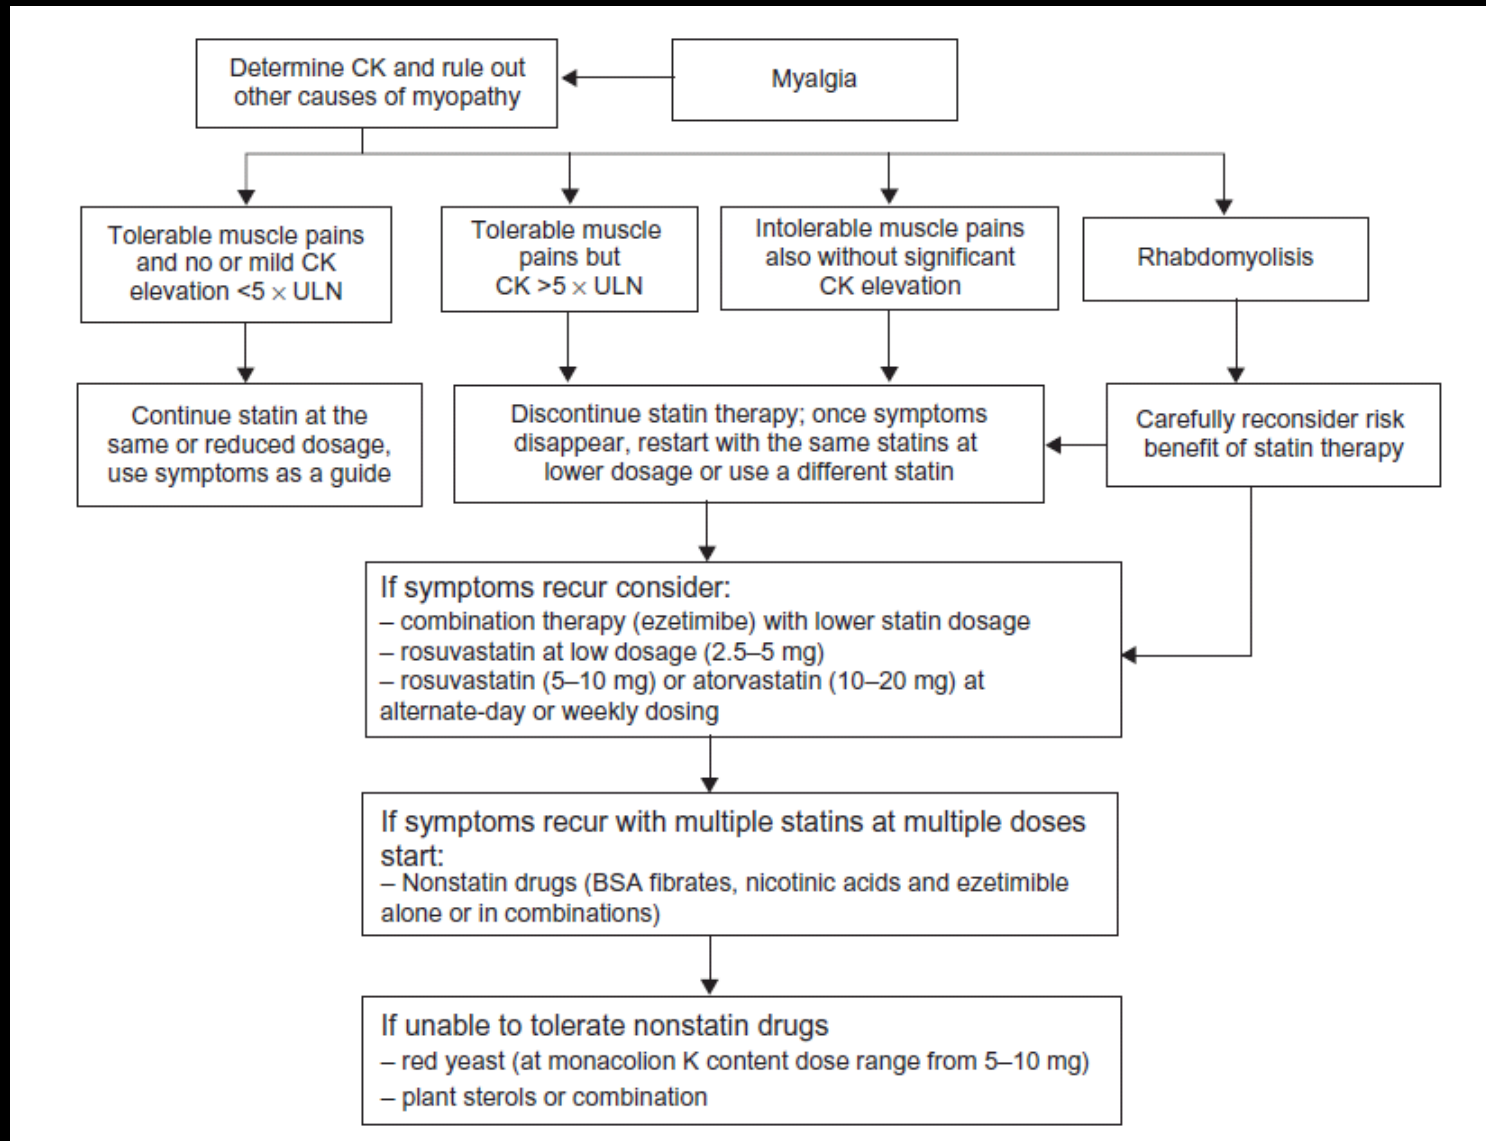 Determine CK and rule out
other causes of myopathy
Myalgia
Tolerable muscle pains
and no or mild CK
elevation <5 × ULN
Tolerable muscle
pains but
CK >5 × ULN
Intolerable muscle pains
also without significant
CK elevation
Rhabdomyolisis
Continue statin at the
same or reduced dosage,
use symptoms as a guide
Discontinue statin therapy; once symptoms
disappear, restart with the same statins at
lower dosage or use a different statin
Carefully reconsider risk
benefit of statin therapy
If symptoms recur consider:
– combination therapy (ezetimibe) with lower statin dosage
– rosuvastatin at low dosage (2.5–5 mg)
– rosuvastatin (5–10 mg) or atorvastatin (10–20 mg) at
alternate-day or weekly dosing
If symptoms recur with multiple statins at multiple doses
start:
– Nonstatin drugs (BSA fibrates, nicotinic acids and ezetimible
alone or in combinations)
If unable to tolerate nonstatin drugs
– red yeast (at monacolion K content dose range from 5–10 mg)
– plant sterols or combination